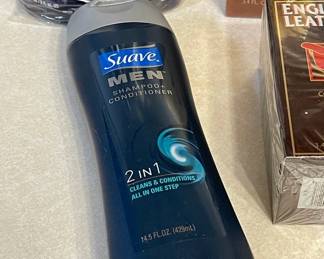 Suave
MEN
SHAMPOO+
CONDITIONER
2 IN 1
CLEANS & CONDITIONS
ALL IN ONE STEP
14.5 FL.OZ. (429mL)
ENGL
LEAT